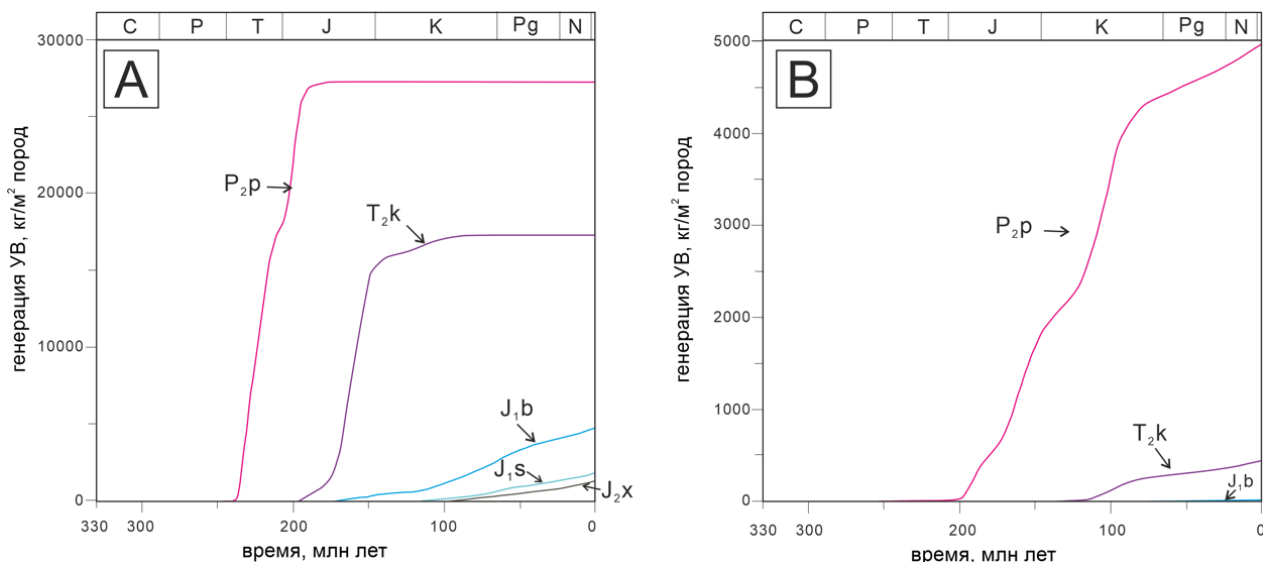 C P T J K Pg N
A
30000
20000
10000
0
генерация УВ, кг/м² пород
P₂p
T₂k
J₁b
J₁s
J₂x
330 300 200 100 0
время, млн лет
C P T J K Pg N
B
5000
4000
3000
2000
1000
0
генерация УВ, кг/м² пород
P₂p
T₂k
J₁b
330 300 200 100 0
время, млн лет